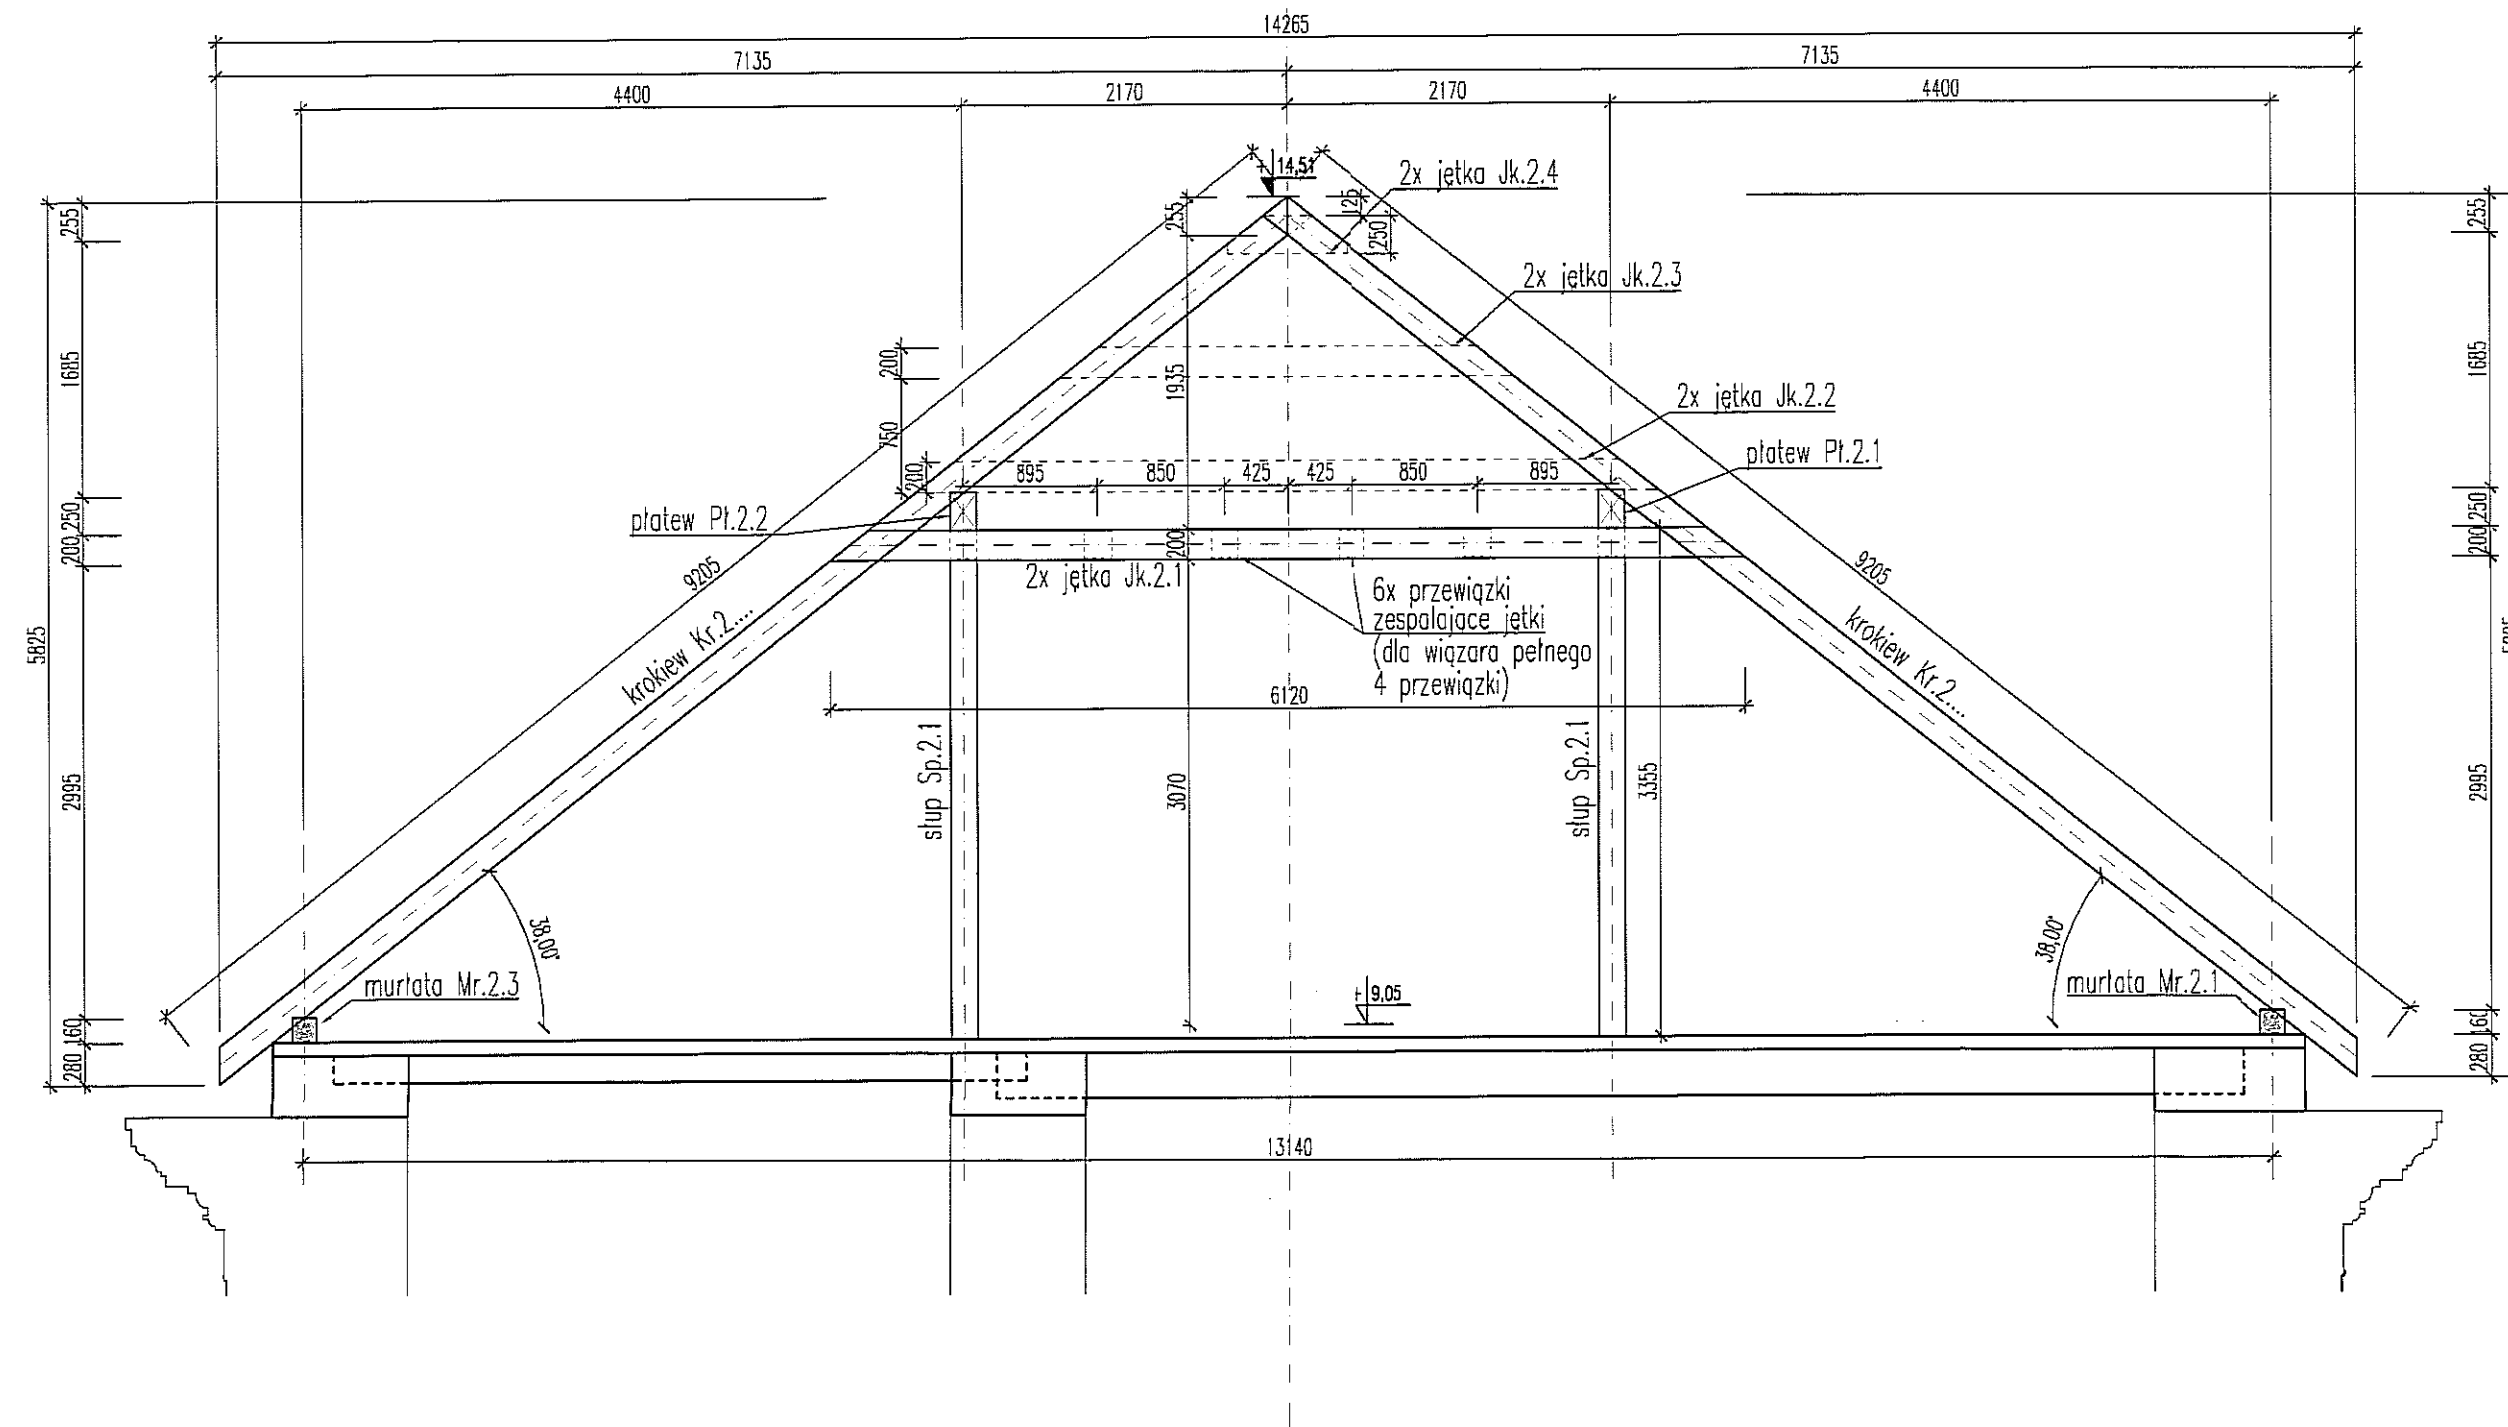 14265
7135
7135
4400
2170
2170
4400
14,51
2x jętka Jk.2.4
255
255
125
250
255
2x jętka Jk.2.3
200
1685
1935
1685
2x jętka Jk.2.2
750
płatew Pł.2.1
200
895
850
425
425
850
895
płatew Pł.2.2
250
250
200
200
200
2x jętka Jk.2.1
9205
9205
6x przewiązki
zespalajace jętki
(dla wiązara pełnego
4 przewiązki)
5825
krokiew Kr.2....
krokiew Kr.2....
6120
słup Sp.2.1
słup Sp.2.1
2995
3070
3355
2995
38,00°
38,00°
murłata Mr.2.3
9,05
murłata Mr.2.1
160
160
280
280
13140